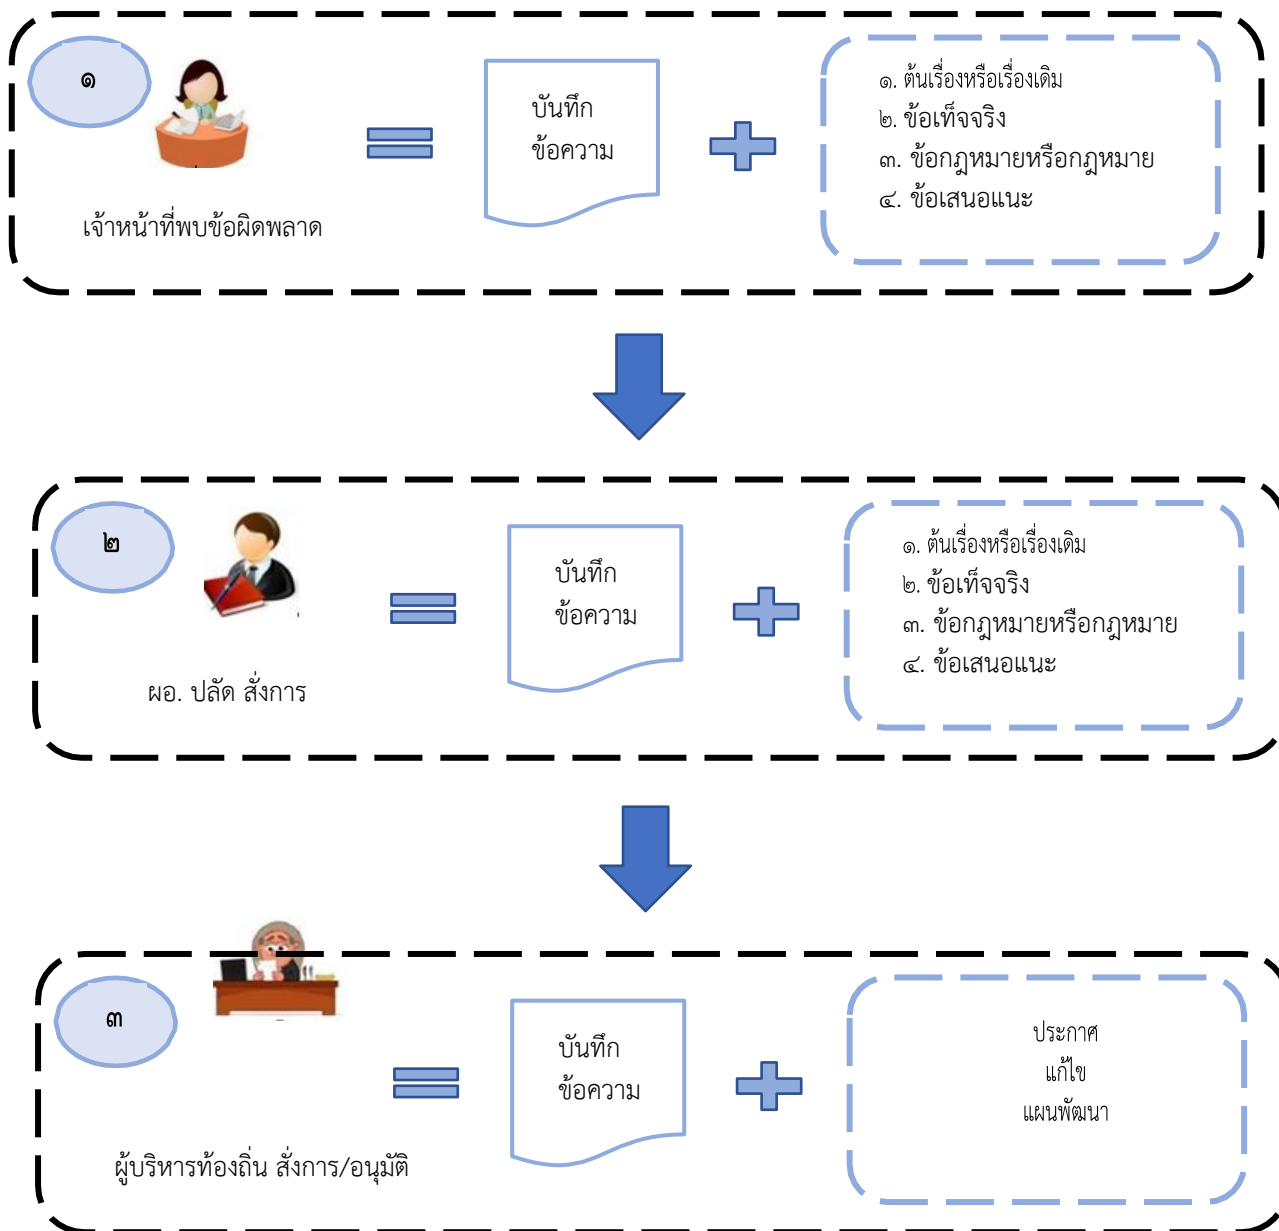 ๑
บันทึก
ข้อความ
๑. ต้นเรื่องหรือเรื่องเดิม
๒. ข้อเท็จจริง
๓. ข้อกฎหมายหรือกฎหมาย
๔. ข้อเสนอแนะ
เจ้าหน้าที่พบข้อผิดพลาด
๒
บันทึก
ข้อความ
๑. ต้นเรื่องหรือเรื่องเดิม
๒. ข้อเท็จจริง
๓. ข้อกฎหมายหรือกฎหมาย
๔. ข้อเสนอแนะ
ผอ. ปลัด สั่งการ
๓
บันทึก
ข้อความ
ประกาศ
แก้ไข
แผนพัฒนา
ผู้บริหารท้องถิ่น สั่งการ/อนุมัติ